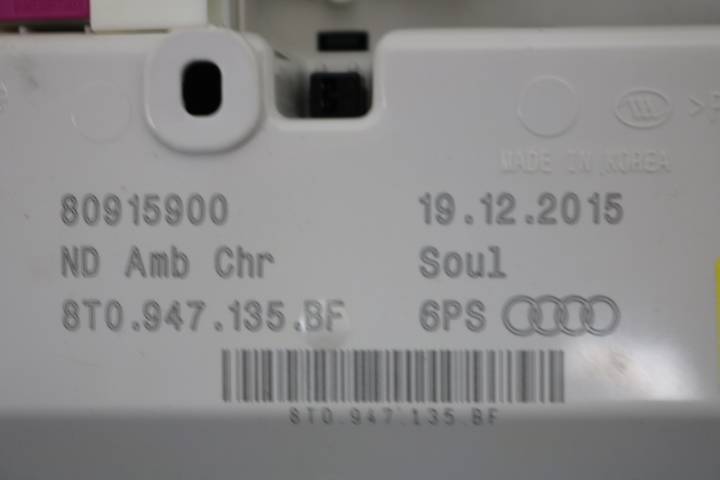 MADE IN KOREA
80915900 19.12.2015
ND Amb Chr Soul
8T0.947.135.BF 6PS
8T0.947.135.BF